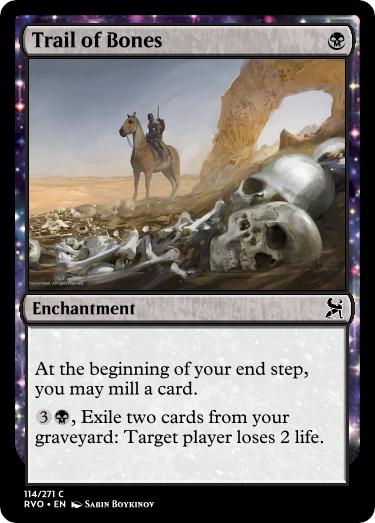 Trail of Bones
Enchantment
At the beginning of your end step,
you may mill a card.
3, Exile two cards from your
graveyard: Target player loses 2 life.
114/271 C
RVO • EN Sabin Boykinov